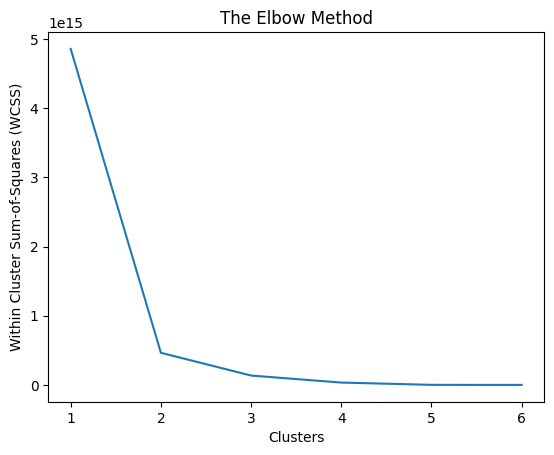 The Elbow Method
1e15
5
4
3
2
1
0
Within Cluster Sum-of-Squares (WCSS)
1 2 3 4 5 6
Clusters